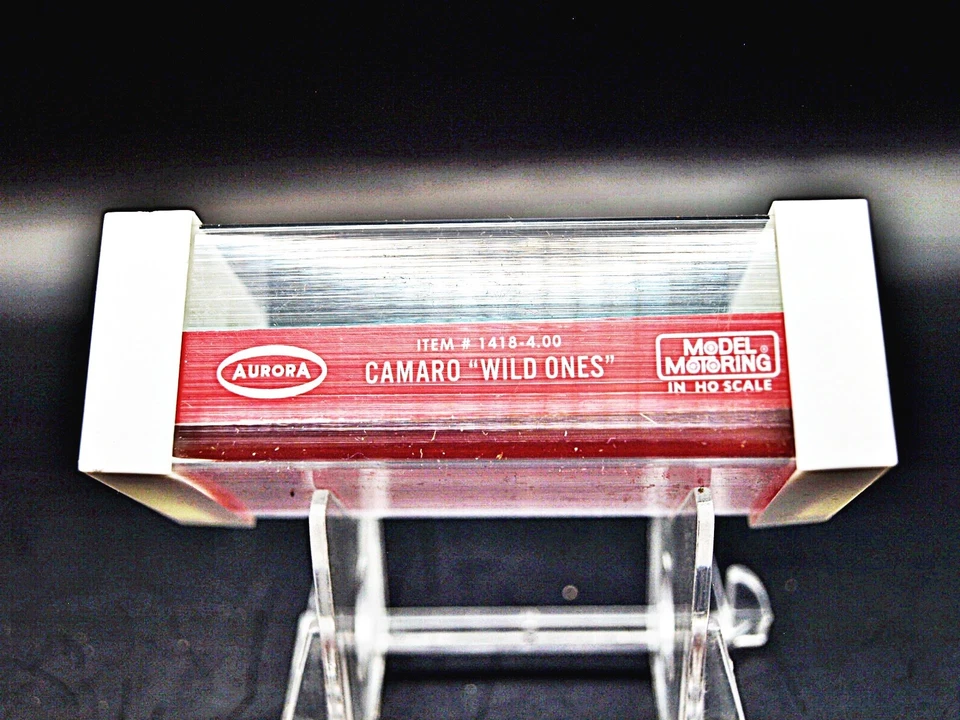 AURORA
ITEM # 1418-4.00
CAMARO "WILD ONES"
MODEL
MOTORING®
IN HO SCALE